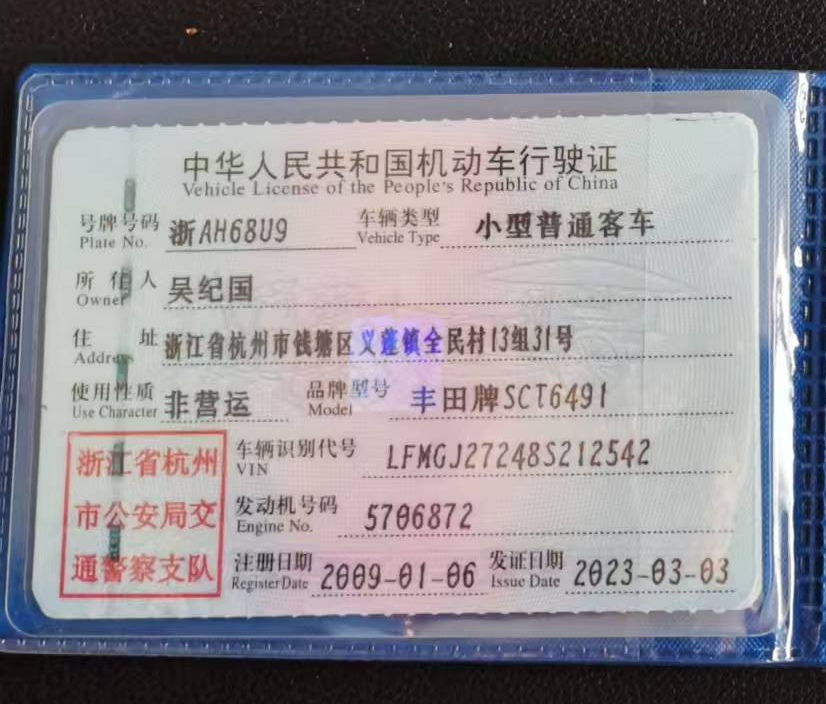 中华人民共和国机动车行驶证
Vehicle License of the People's Republic of China
号牌号码 浙AH68U9 车辆类型 小型普通客车
Plate No. Vehicle Type
所有人 吴纪国
Owner
住址 浙江省杭州市钱塘区义蓬镇全民村13组31号
Address
使用性质 非营运 品牌型号 丰田牌SCT6491
Use Character Model
浙江省杭州
市公安局交
通警察支队
车辆识别代号 LFMGJ27248S212542
VIN
发动机号码 5706872
Engine No.
注册日期 2009-01-06 发证日期 2023-03-03
Register Date Issue Date